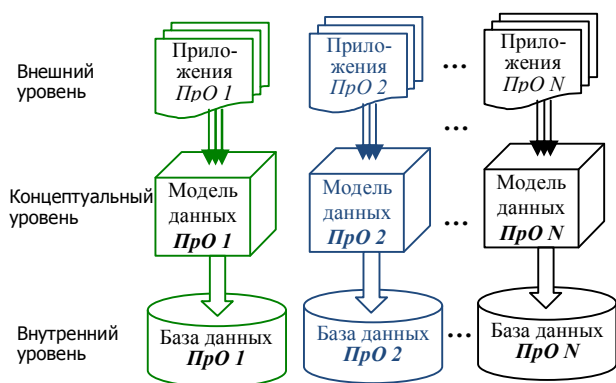 Внешний
уровень
Прило-
жения
ПрО 1
Прило-
жения
ПрО 2
...
Прило-
жения
ПрО N
...
Концептуальный
уровень
Модель
данных
ПрО 1
Модель
данных
ПрО 2
...
Модель
данных
ПрО N
Внутренний
уровень
База данных
ПрО 1
База данных
ПрО 2
...
База данных
ПрО N